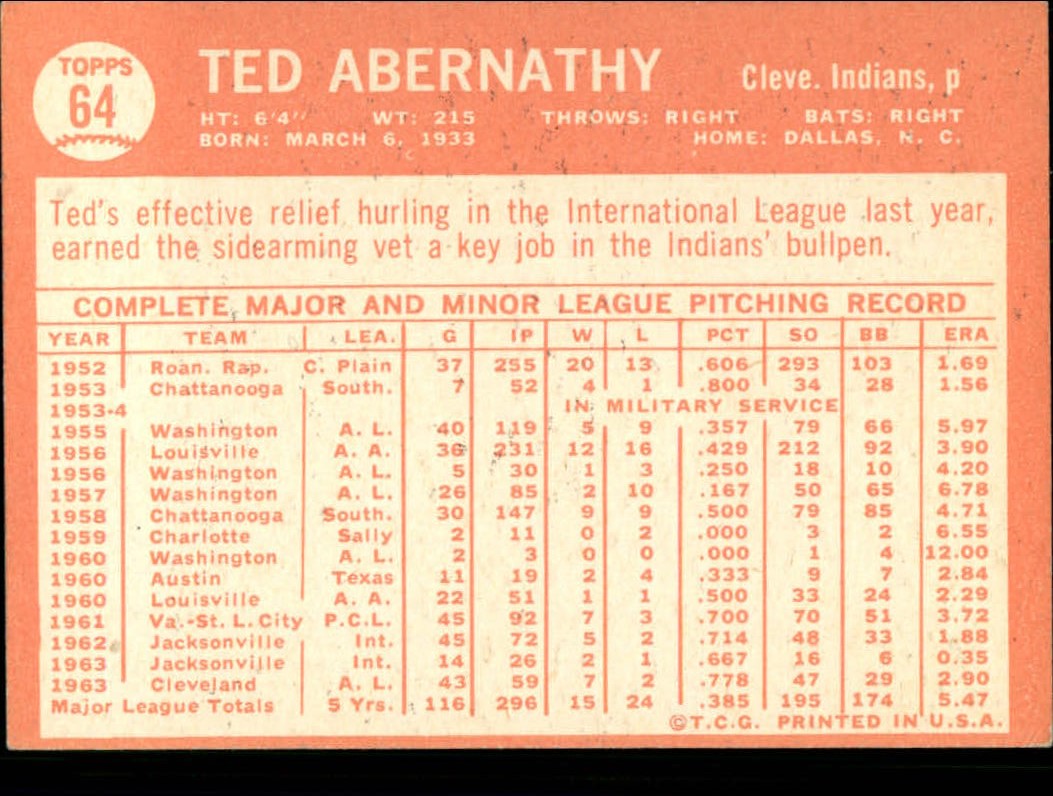 TOPPS
64
TED ABERNATHY Cleve. Indians, p
HT: 6'4" WT: 215 THROWS: RIGHT BATS: RIGHT
BORN: MARCH 6, 1933 HOME: DALLAS, N. C.
Ted's effective relief hurling in the International League last year,
earned the sidearming vet a key job in the Indians' bullpen.
COMPLETE MAJOR AND MINOR LEAGUE PITCHING RECORD
YEAR TEAM LEA. G IP W L PCT SO BB ERA
1952 Roan. Rap. C. Plain 37 255 20 13 .606 293 103 1.69
1953 Chattanooga South. 7 52 4 1 .800 34 28 1.56
1953-4 IN MILITARY SERVICE
1955 Washington A. L. 40 119 5 9 .357 79 66 5.97
1956 Louisville A. A. 36 231 12 16 .429 212 92 3.90
1956 Washington A. L. 5 30 1 3 .250 18 10 4.20
1957 Washington A. L. 26 85 2 10 .167 50 65 6.78
1958 Chattanooga South. 30 147 9 9 .500 79 85 4.71
1959 Charlotte Sally 2 11 0 2 .000 3 2 6.55
1960 Washington A. L. 2 3 0 0 .000 1 4 12.00
1960 Austin Texas 11 19 2 4 .333 9 7 2.84
1960 Louisville A. A. 22 51 1 1 .500 33 24 2.29
1961 Va.-St. L. City P.C.L. 45 92 7 3 .700 70 51 3.72
1962 Jacksonville Int. 45 72 5 2 .714 48 33 1.88
1963 Jacksonville Int. 14 26 2 1 .667 16 6 0.35
1963 Cleveland A. L. 43 59 7 2 .778 47 29 2.90
Major League Totals 5 Yrs. 116 296 15 24 .385 195 174 5.47
©T.C.G. PRINTED IN U.S.A.